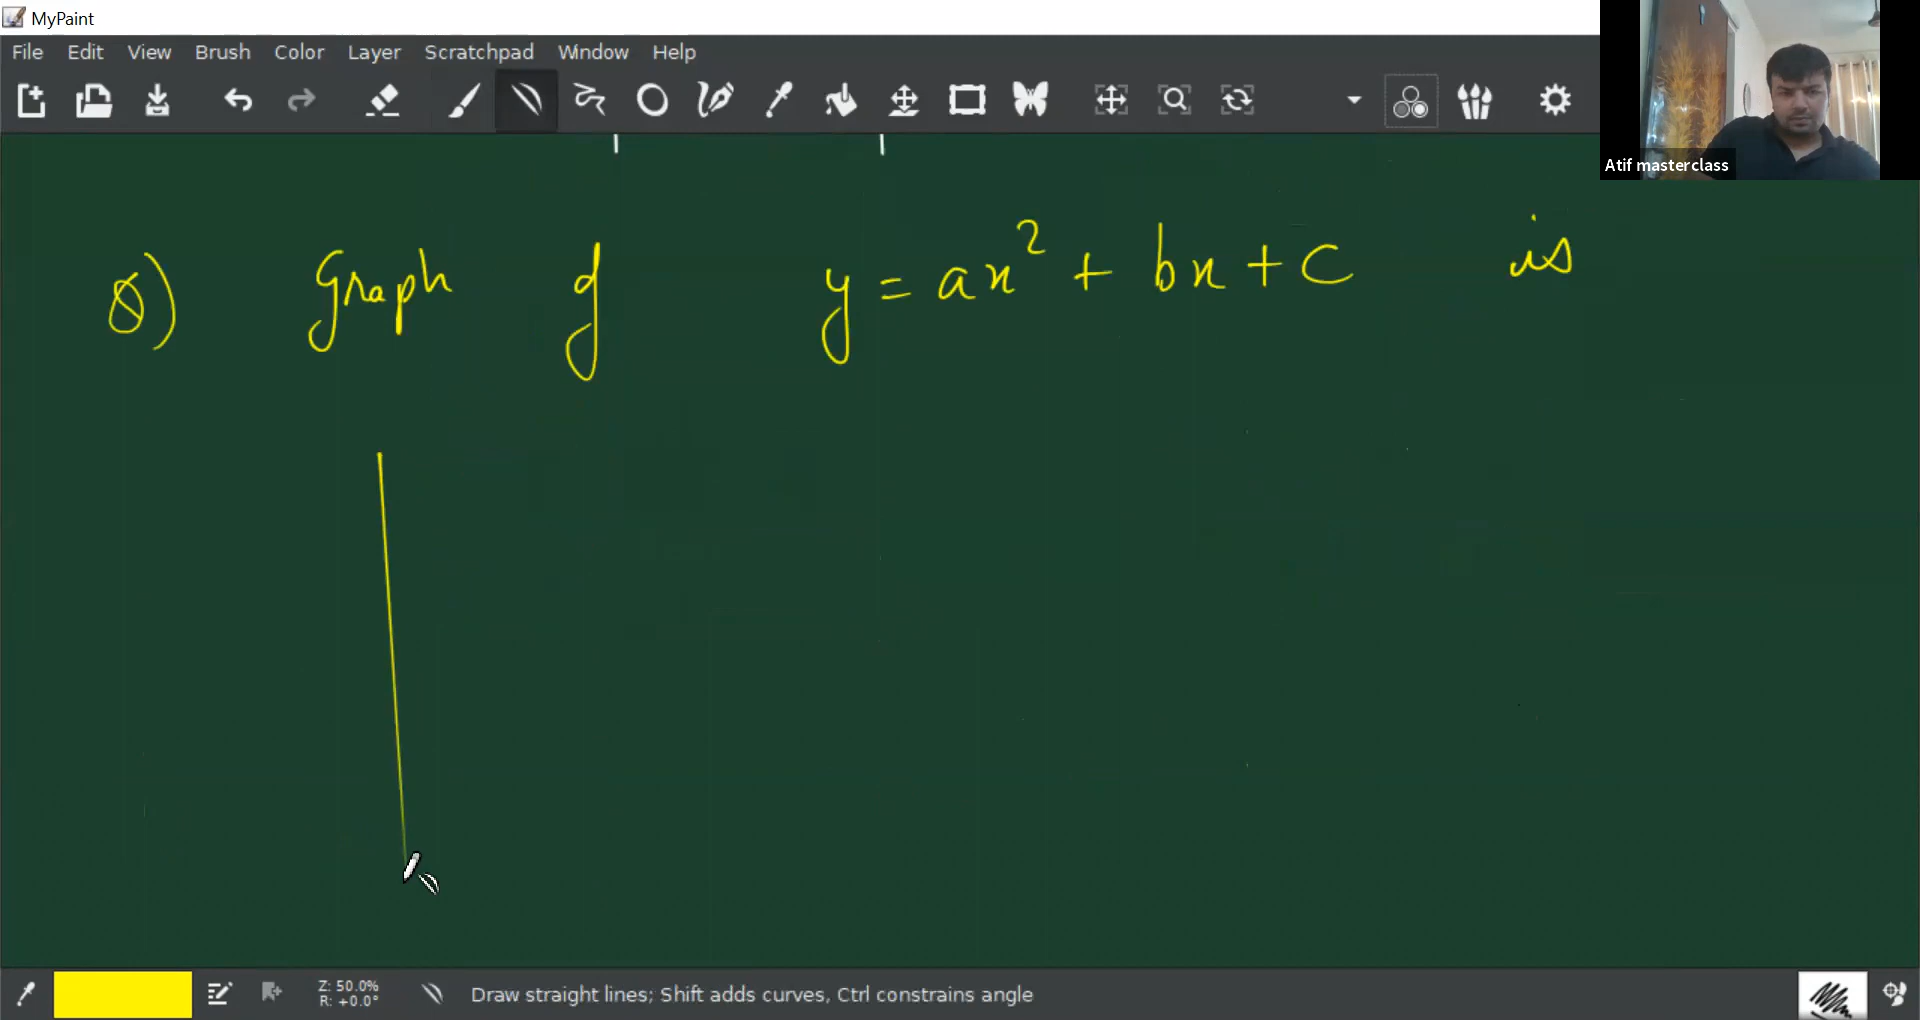 MyPaint
File Edit View Brush Color Layer Scratchpad Window Help
Atif masterclass
Q) Graph of y = ax² + bx + c is
Z: 50.0%
R: +0.0°
Draw straight lines; Shift adds curves, Ctrl constrains angle